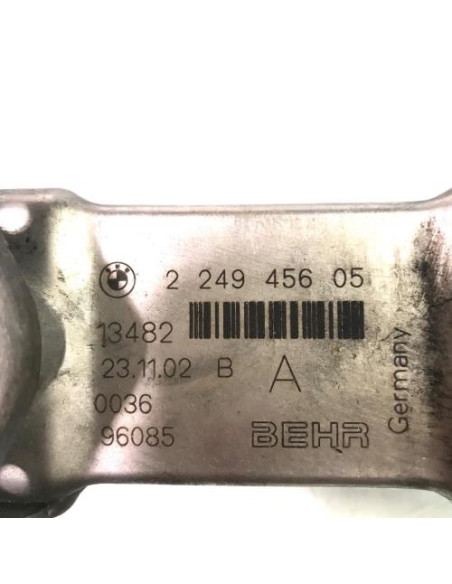 2 249 456 05
13482
23.11.02 B A
0036
96085 BEHR
Germany